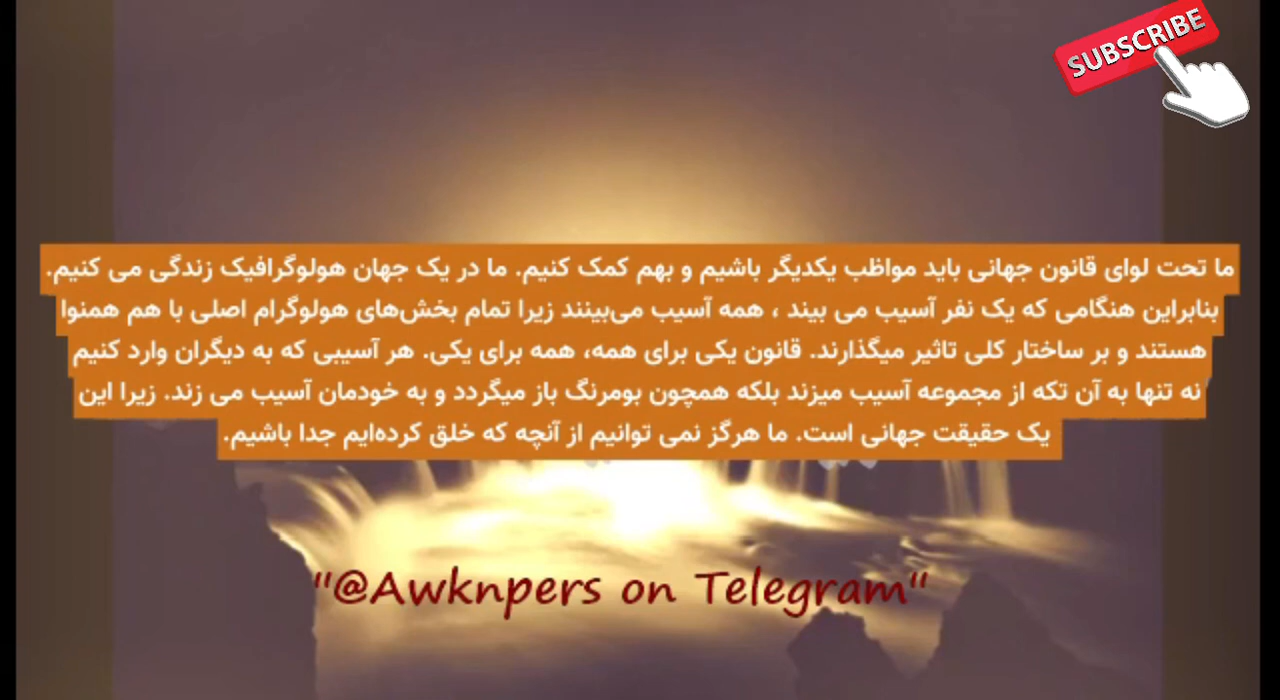 SUBSCRIBE
ما تحت لوای قانون جهانی باید مواظب یکدیگر باشیم و بهم کمک کنیم. ما در یک جهان هولوگرافیک زندگی می کنیم.
بنابراین هنگامی که یک نفر آسیب می بیند ، همه آسیب می‌بینند زیرا تمام بخش‌های هولوگرام اصلی با هم همنوا
هستند و بر ساختار کلی تاثیر میگذارند. قانون یکی برای همه، همه برای یکی. هر آسیبی که به دیگران وارد کنیم
نه تنها به آن تکه از مجموعه آسیب میزند بلکه همچون بومرنگ باز میگردد و به خودمان آسیب می زند. زیرا این
یک حقیقت جهانی است. ما هرگز نمی توانیم از آنچه که خلق کرده‌ایم جدا باشیم.
"@Awknpers on Telegram"